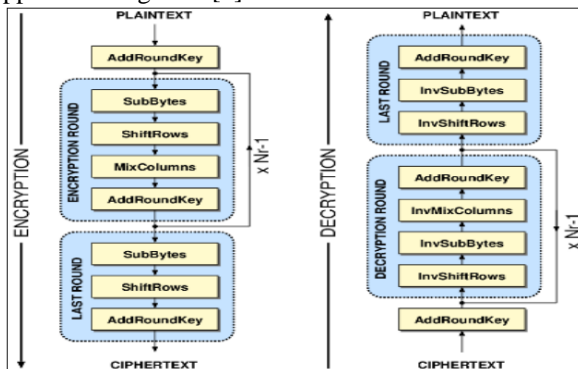 PLAINTEXT
AddRoundKey
ENCRYPTION ROUND
SubBytes
ShiftRows
MixColumns
AddRoundKey
x Nr-1
ENCRYPTION
LAST ROUND
SubBytes
ShiftRows
AddRoundKey
CIPHERTEXT
PLAINTEXT
LAST ROUND
AddRoundKey
InvSubBytes
InvShiftRows
DECRYPTION
DECRYPTION ROUND
AddRoundKey
InvMixColumns
InvSubBytes
InvShiftRows
x Nr-1
AddRoundKey
CIPHERTEXT